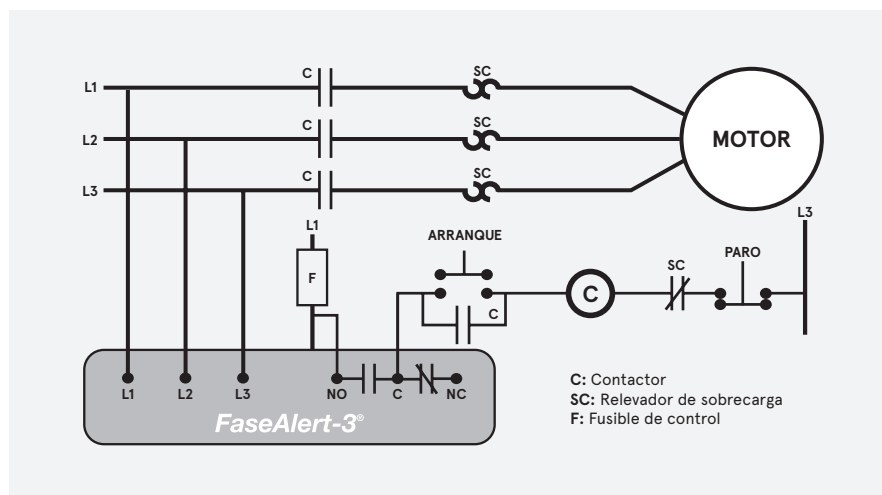 C
SC
L1
C
SC
L2
MOTOR
C
SC
L3
L3
L1
ARRANQUE
PARO
SC
F
C
C
L1
L2
L3
NO
C
NC
FaseAlert-3®
C: Contactor
SC: Relevador de sobrecarga
F: Fusible de control